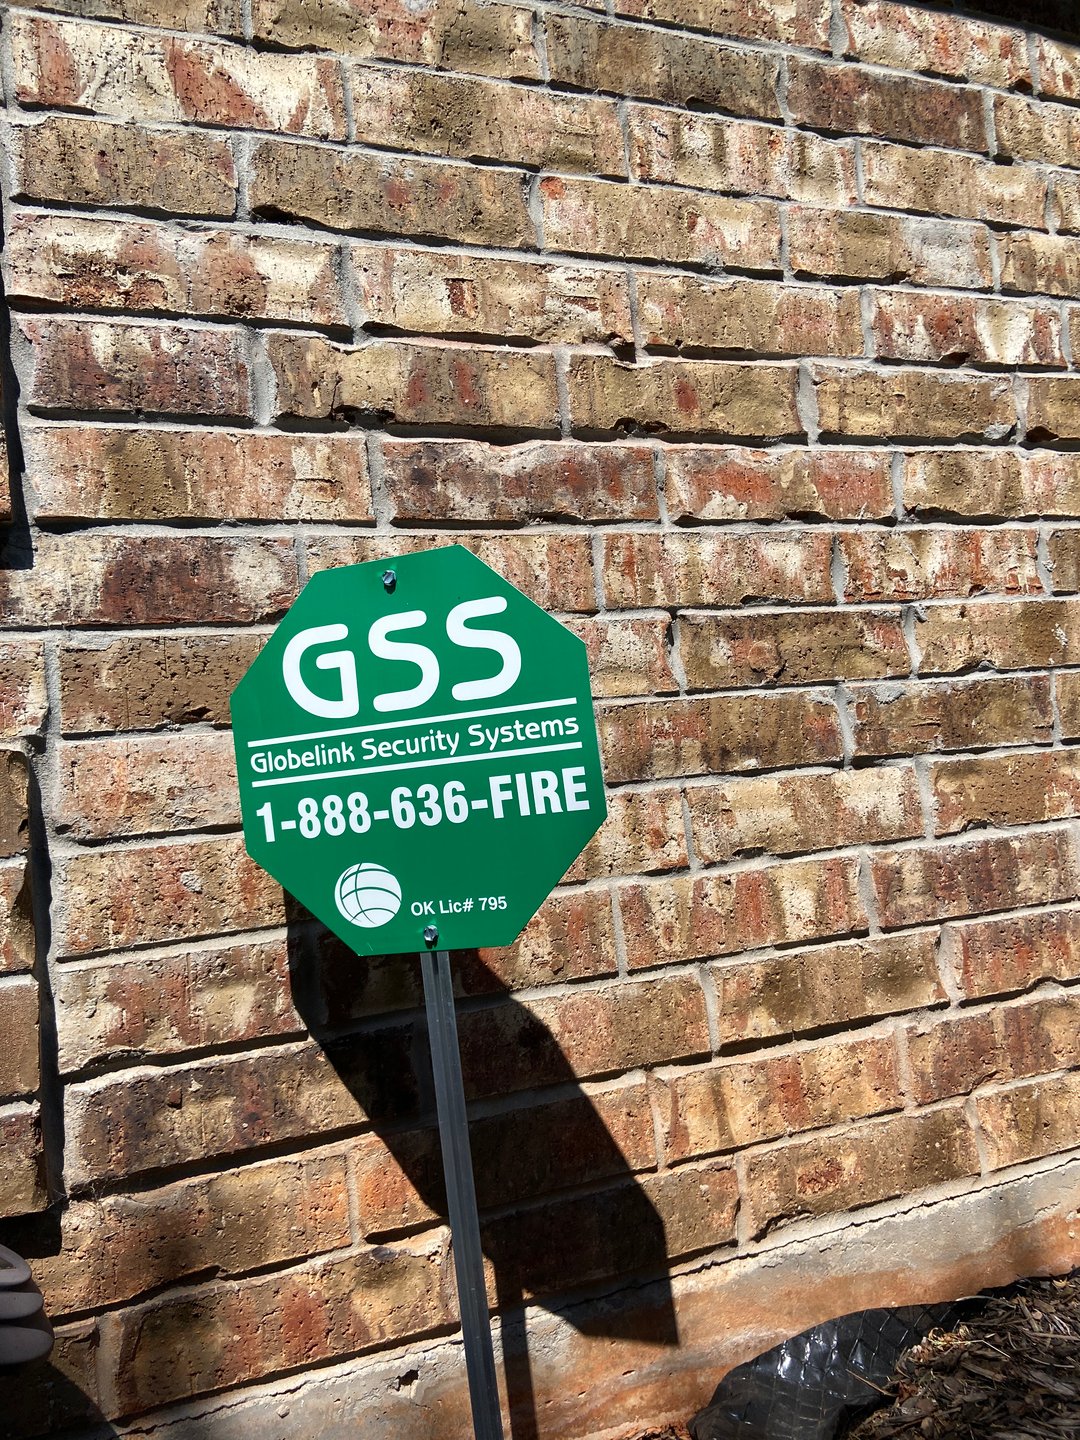 GSS
Globelink Security Systems
1-888-636-FIRE
OK Lic# 795